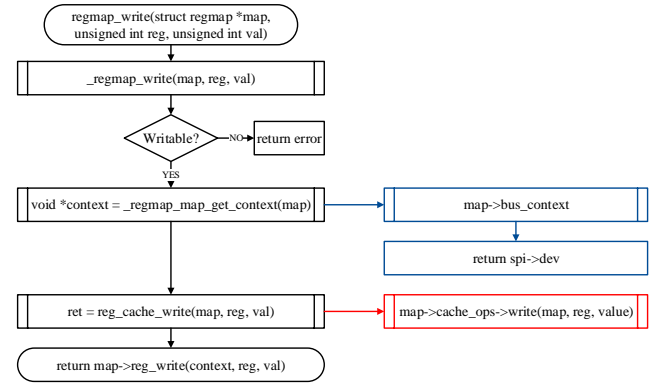 regmap_write(struct regmap *map,
unsigned int reg, unsigned int val)
_regmap_write(map, reg, val)
Writable?
NO
return error
YES
void *context = _regmap_map_get_context(map)
map->bus_context
return spi->dev
ret = reg_cache_write(map, reg, val)
map->cache_ops->write(map, reg, value)
return map->reg_write(context, reg, val)